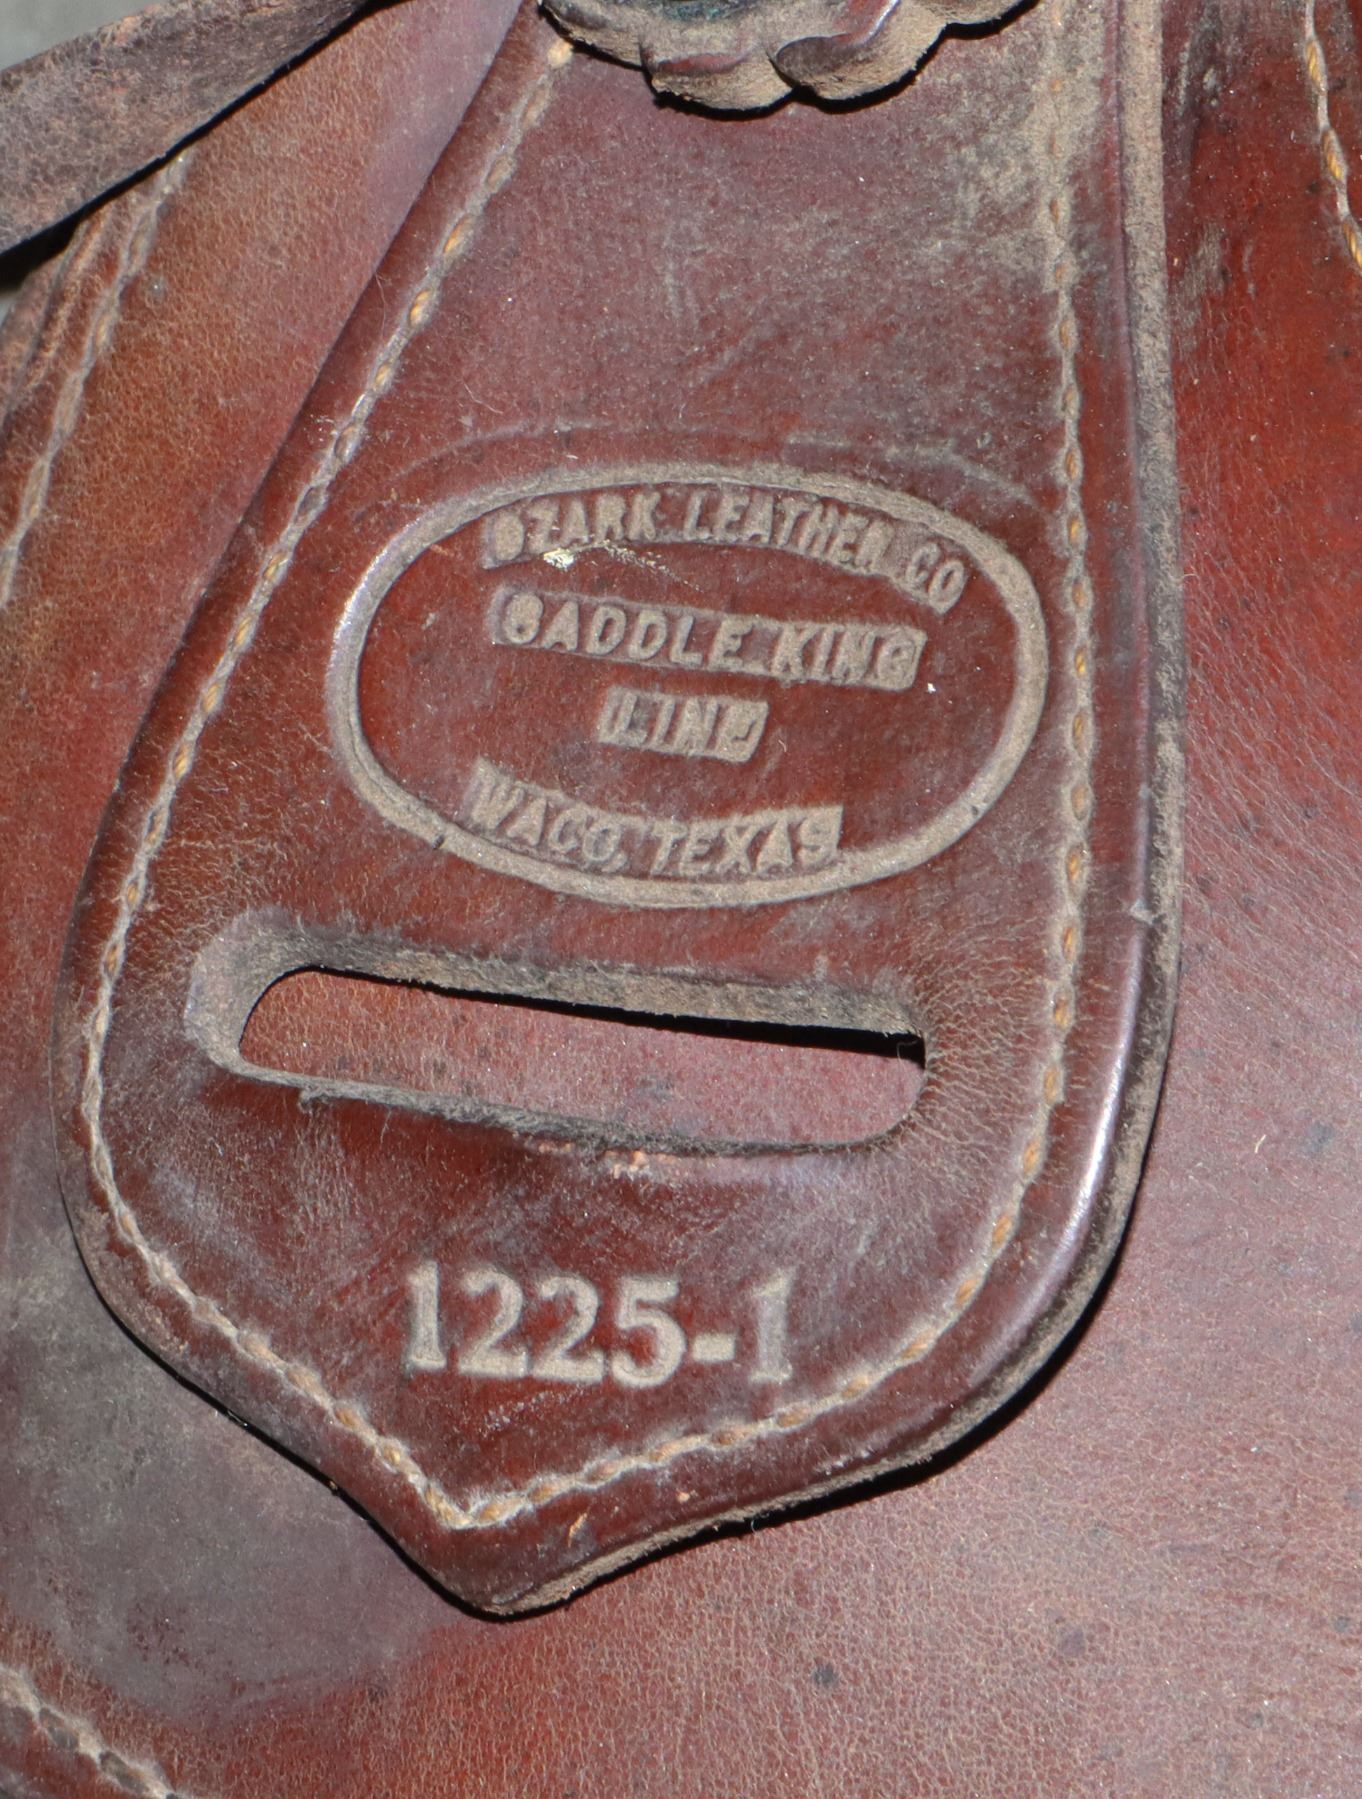 OZARK LEATHER CO
SADDLE KING
LINE
WACO, TEXAS
1225-1